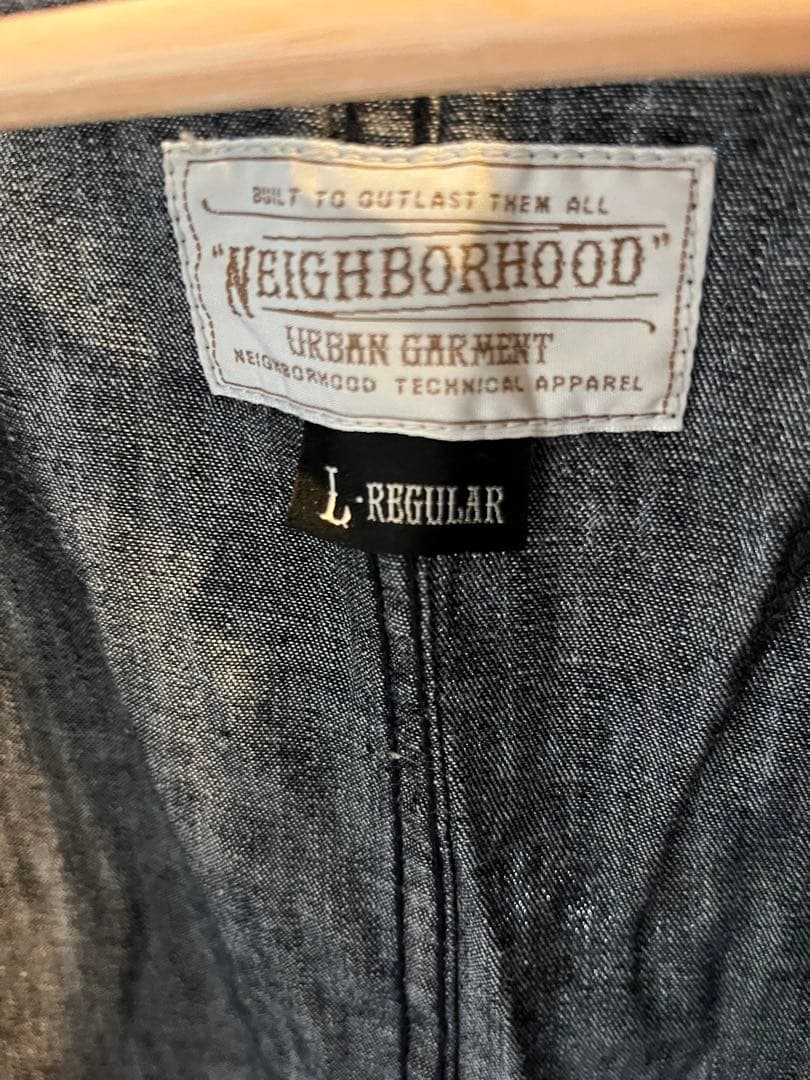 BUILT TO OUTLAST THEM ALL
"NEIGHBORHOOD"
URBAN GARMENT
NEIGHBORHOOD TECHNICAL APPAREL
L·REGULAR